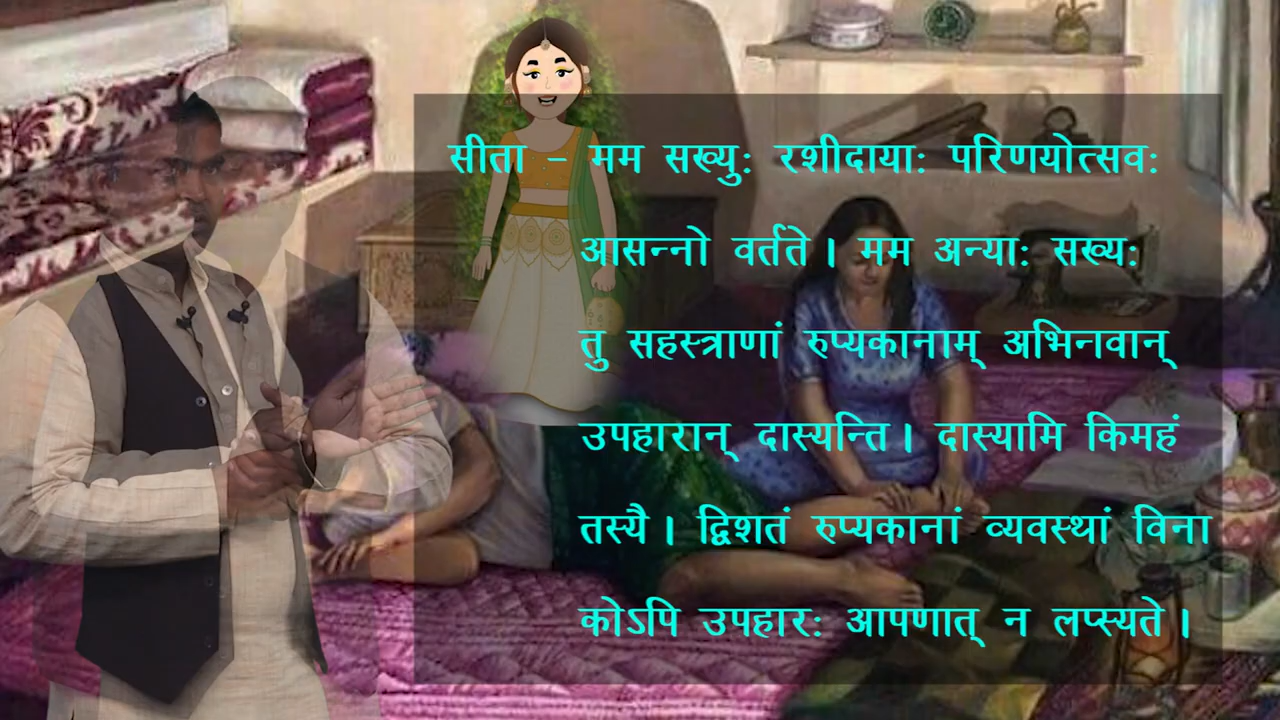 सीता - मम सख्युः रशीदायाः परिणयोत्सवः
आसन्नो वर्तते । मम अन्याः सख्यः
तु सहस्त्राणां रुप्यकानाम् अभिनवान्
उपहारान् दास्यन्ति । दास्यामि किमहं
तस्यै । द्विशतं रुप्यकानां व्यवस्थां विना
कोऽपि उपहारः आपणात् न लप्स्यते ।